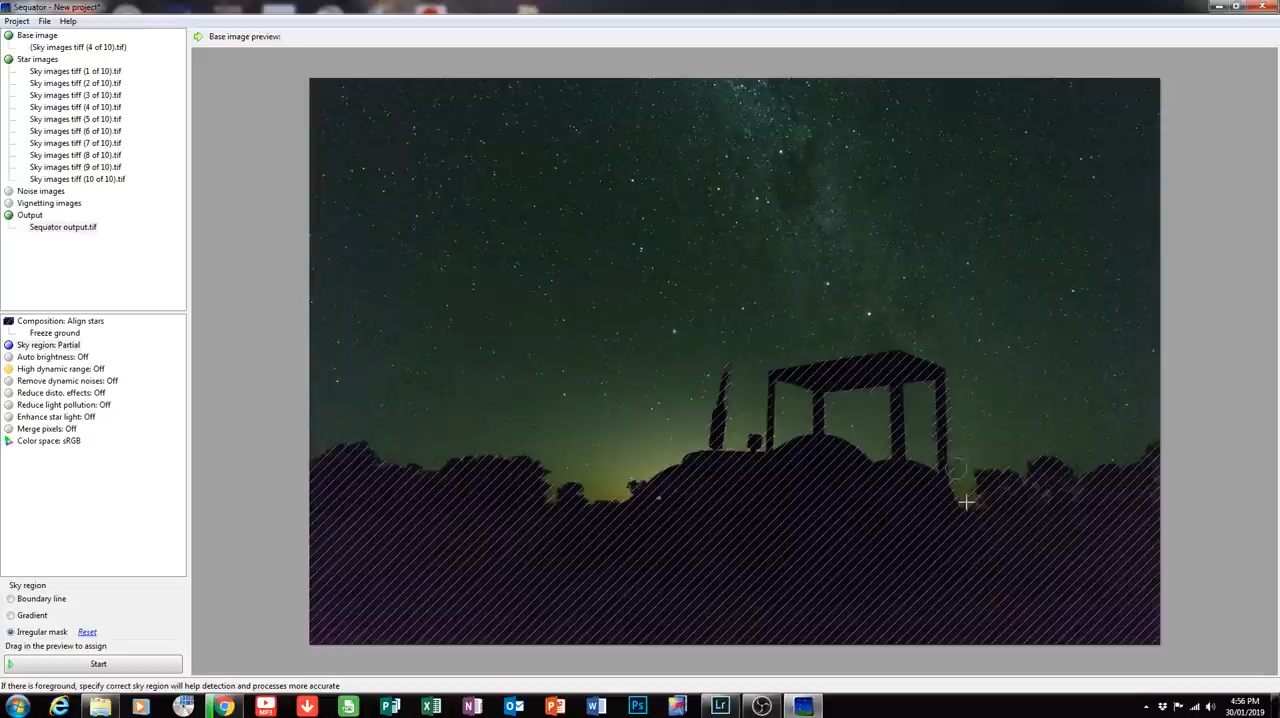 Sequator - New project*
Project File Help
Base image
(Sky images tiff (4 of 10).tif)
Star images
Sky images tiff (1 of 10).tif
Sky images tiff (2 of 10).tif
Sky images tiff (3 of 10).tif
Sky images tiff (4 of 10).tif
Sky images tiff (5 of 10).tif
Sky images tiff (6 of 10).tif
Sky images tiff (7 of 10).tif
Sky images tiff (8 of 10).tif
Sky images tiff (9 of 10).tif
Sky images tiff (10 of 10).tif
Noise images
Vignetting images
Output
Sequator output.tif
Base image preview:
Composition: Align stars
Freeze ground
Sky region: Partial
Auto brightness: Off
High dynamic range: Off
Remove dynamic noises: Off
Reduce disto. effects: Off
Reduce light pollution: Off
Enhance star light: Off
Merge pixels: Off
Color space: sRGB
Sky region
Boundary line
Gradient
Irregular mask Reset
Drag in the preview to assign
Start
If there is foreground, specify correct sky region will help detection and processes more accurate
MP3
Ps
Lr
4:56 PM
30/01/2019